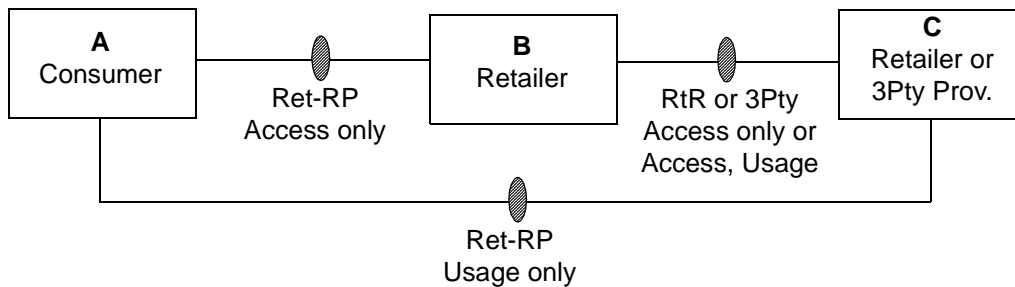 A
Consumer
Ret-RP
Access only
B
Retailer
RtR or 3Pty
Access only or
Access, Usage
C
Retailer or
3Pty Prov.
Ret-RP
Usage only